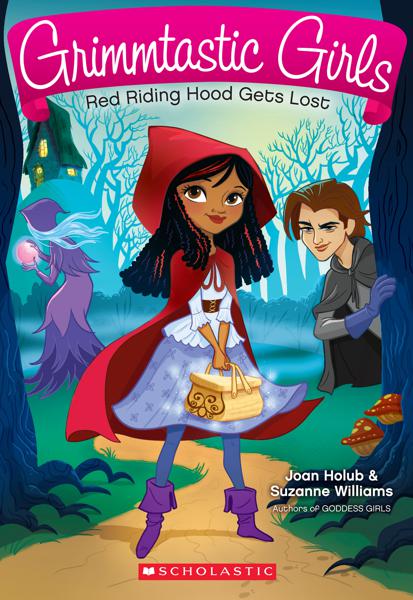 Grimmtastic Girls
Red Riding Hood Gets Lost
Joan Holub &
Suzanne Williams
Authors of GODDESS GIRLS
SCHOLASTIC